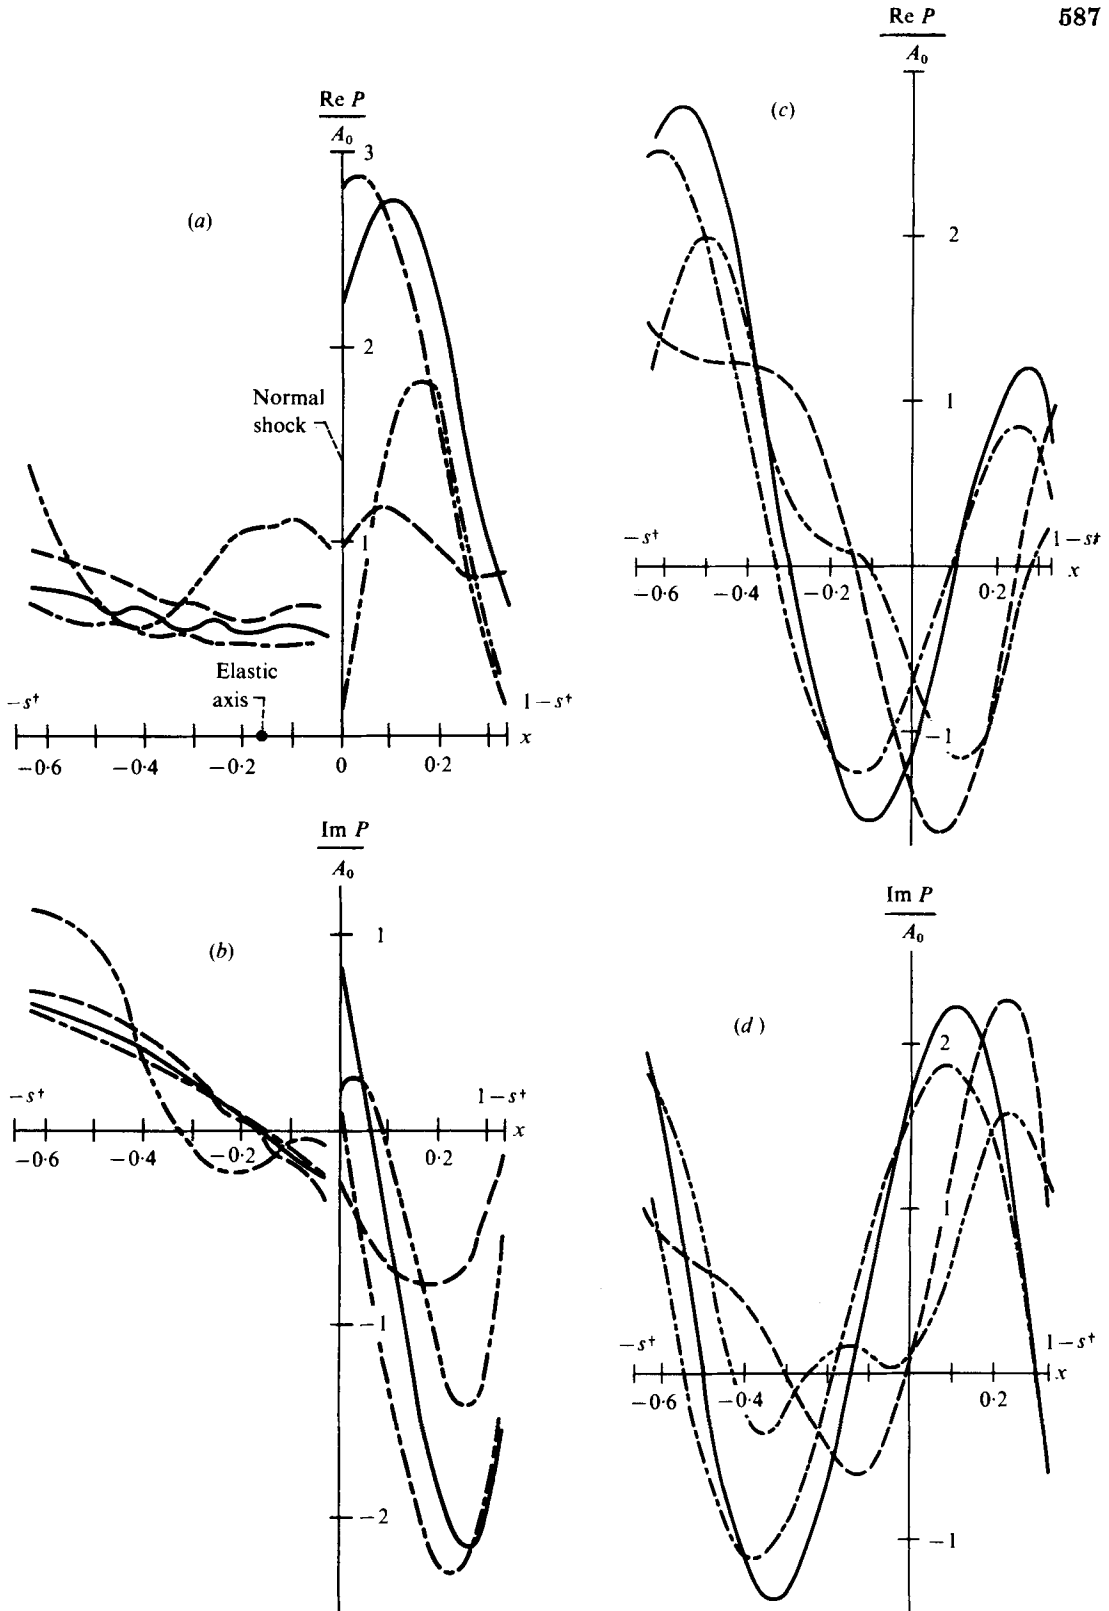 587
Re P
A₀
3
(a)
2
Normal
shock
1
Elastic
axis
−s†
1−s†
x
−0·6
−0·4
−0·2
0
0·2
Im P
A₀
1
(b)
−s†
1−s†
x
−0·6
−0·4
−0·2
0·2
−1
−2
Re P
A₀
(c)
2
1
−s†
1−s†
x
−0·6
−0·4
−0·2
0·2
−1
Im P
A₀
(d)
2
1
−s†
1−s†
x
−0·6
−0·4
0·2
−1